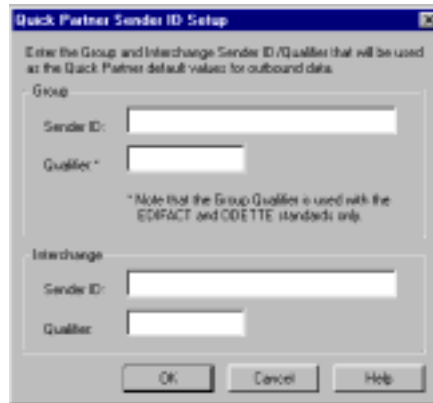 Quick Partner Sender ID Setup
Enter the Group and Interchange Sender ID/Qualifier that will be used
as the Quick Partner default values for outbound data.
Group
Sender ID:
Qualifier *
* Note that the Group Qualifier is used with the
EDIFACT and ODETTE standards only.
Interchange
Sender ID:
Qualifier:
OK
Cancel
Help